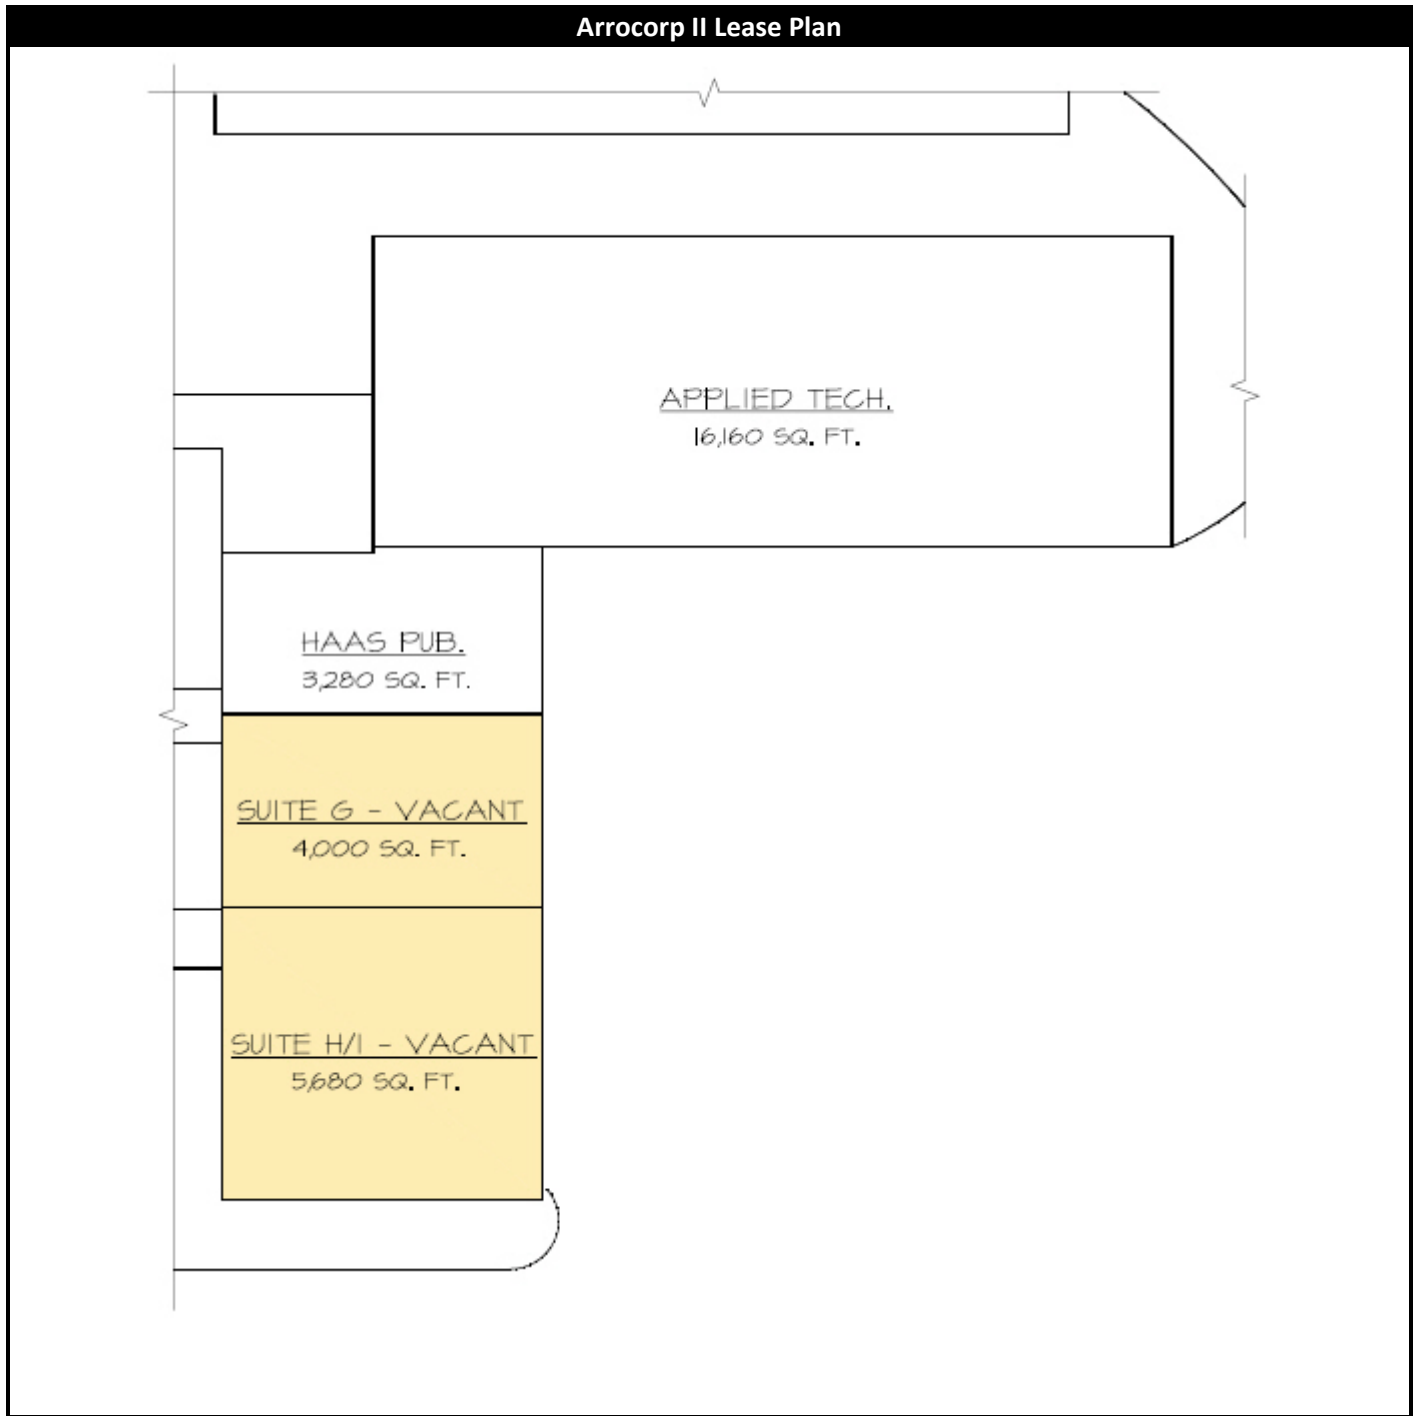 Arrocorp II Lease Plan
APPLIED TECH.
16,160 SQ. FT.
HAAS PUB.
3,280 SQ. FT.
SUITE G - VACANT
4,000 SQ. FT.
SUITE H/I - VACANT
5,680 SQ. FT.